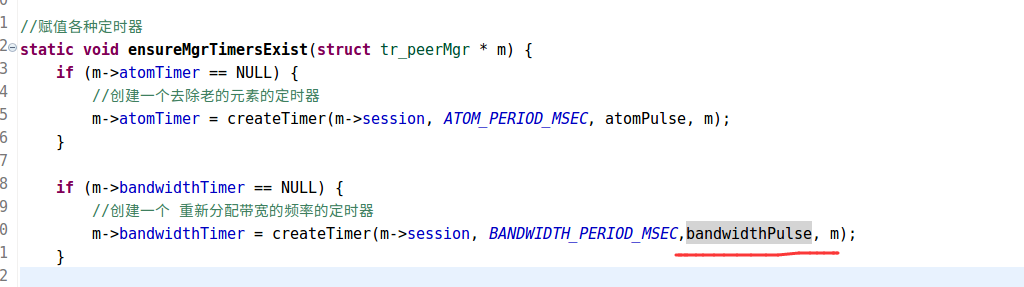 1 //赋值各种定时器
2 static void ensureMgrTimersExist(struct tr_peerMgr * m) {
3 if (m->atomTimer == NULL) {
4 //创建一个去除老的元素的定时器
5 m->atomTimer = createTimer(m->session, ATOM_PERIOD_MSEC, atomPulse, m);
6 }
7
8 if (m->bandwidthTimer == NULL) {
9 //创建一个 重新分配带宽的频率的定时器
0 m->bandwidthTimer = createTimer(m->session, BANDWIDTH_PERIOD_MSEC,bandwidthPulse, m);
1 }
2